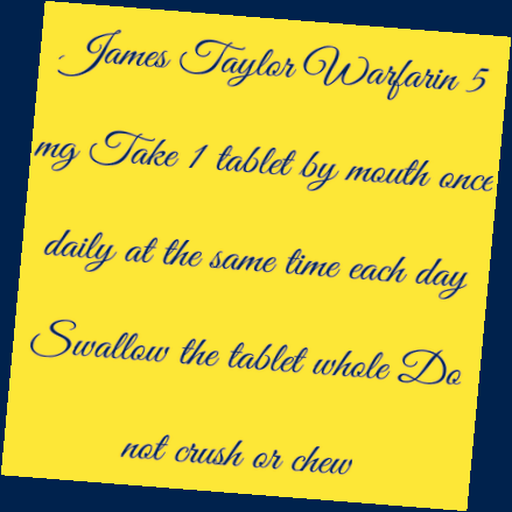 James Taylor Warfarin 5
mg Take 1 tablet by mouth once
daily at the same time each day
Swallow the tablet whole Do
not crush or chew